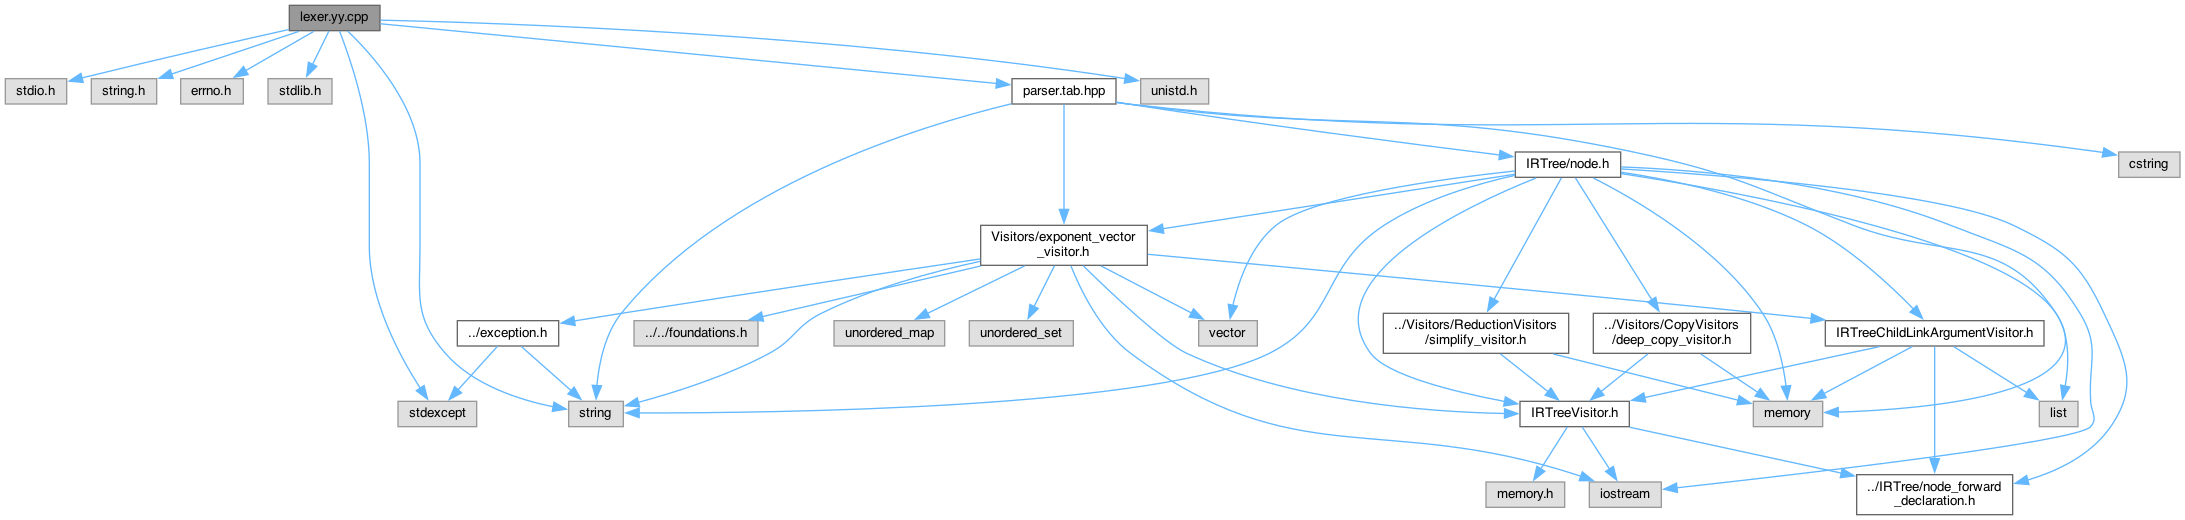 lexer.yy.cpp
stdio.h
string.h
errno.h
stdlib.h
parser.tab.hpp
unistd.h
IRTree/node.h
cstring
Visitors/exponent_vector
_visitor.h
../exception.h
../../foundations.h
unordered_map
unordered_set
vector
../Visitors/ReductionVisitors
/simplify_visitor.h
../Visitors/CopyVisitors
/deep_copy_visitor.h
IRTreeChildLinkArgumentVisitor.h
stdexcept
string
IRTreeVisitor.h
memory
list
memory.h
iostream
../IRTree/node_forward
_declaration.h